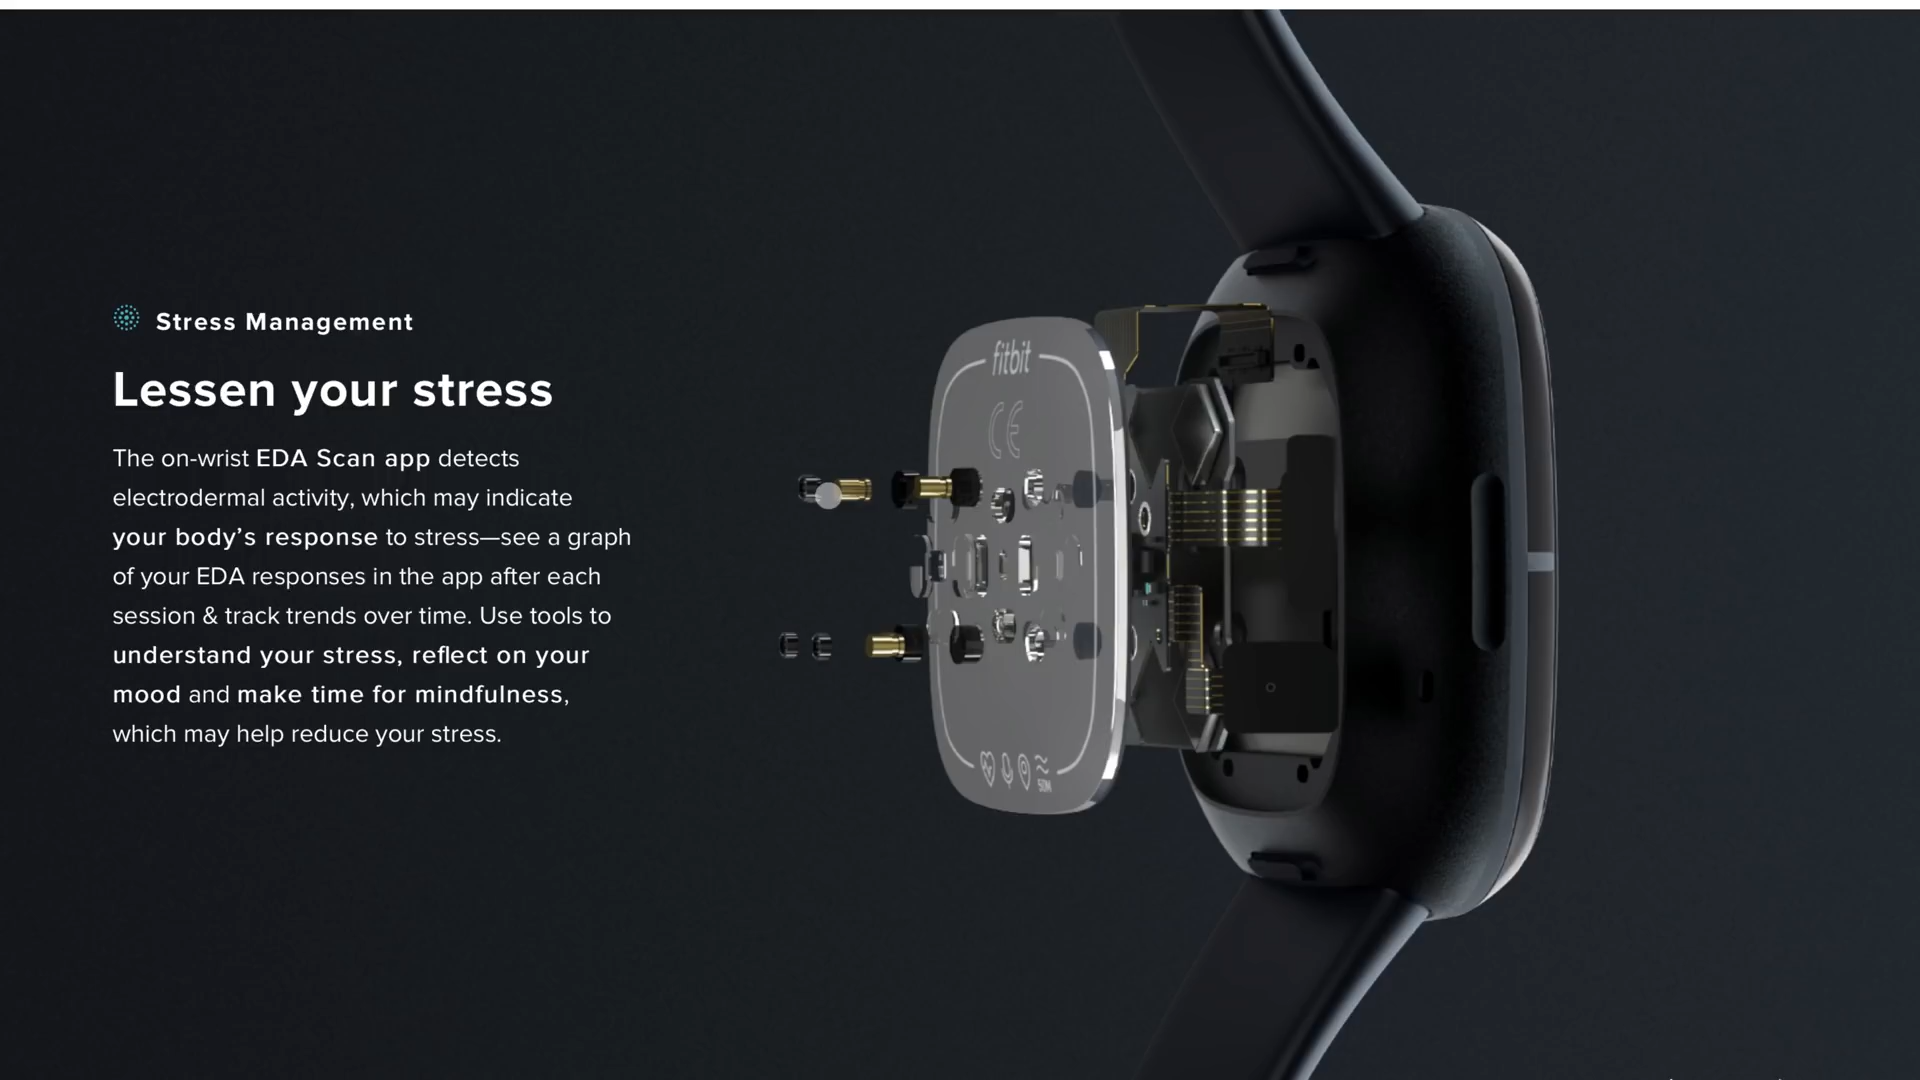 Stress Management
Lessen your stress
The on-wrist EDA Scan app detects
electrodermal activity, which may indicate
your body’s response to stress—see a graph
of your EDA responses in the app after each
session & track trends over time. Use tools to
understand your stress, reflect on your
mood and make time for mindfulness,
which may help reduce your stress.
fitbit
CE
50M